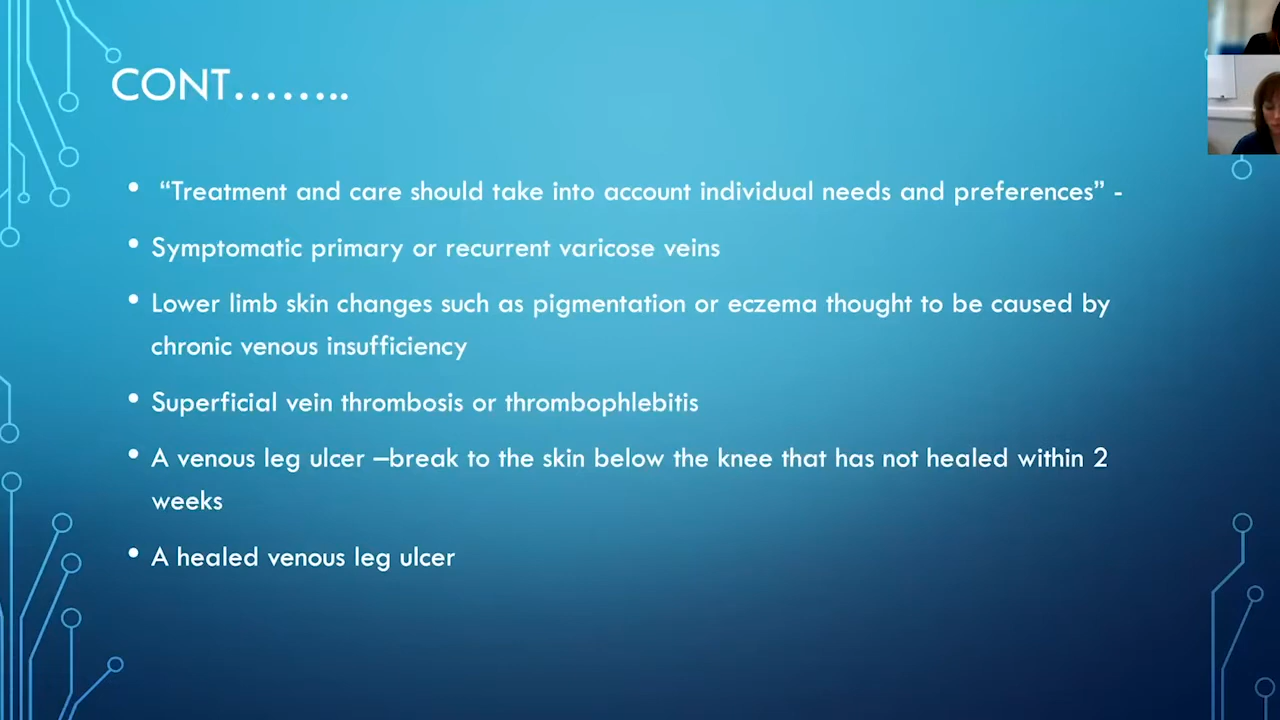 CONT……..
• “Treatment and care should take into account individual needs and preferences” -
• Symptomatic primary or recurrent varicose veins
• Lower limb skin changes such as pigmentation or eczema thought to be caused by
chronic venous insufficiency
• Superficial vein thrombosis or thrombophlebitis
• A venous leg ulcer –break to the skin below the knee that has not healed within 2
weeks
• A healed venous leg ulcer